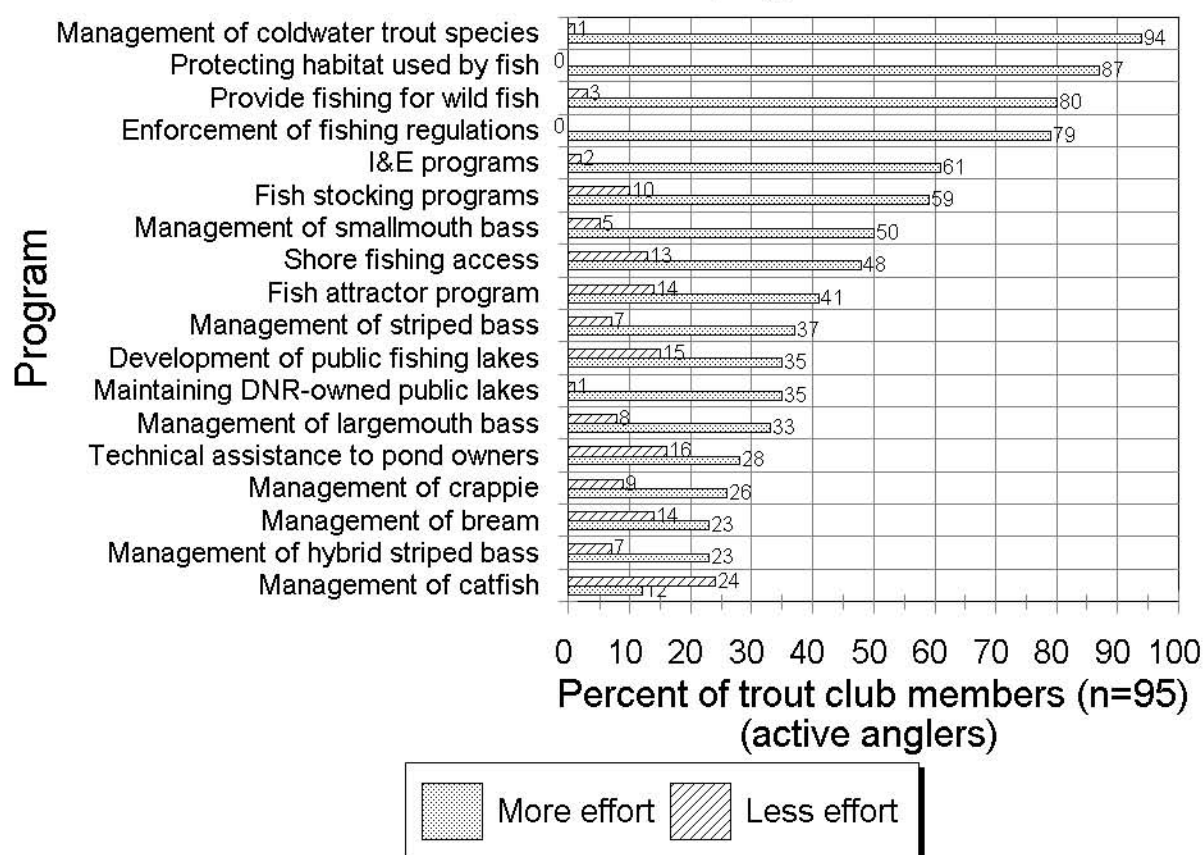 Management of coldwater trout species 1 94
Protecting habitat used by fish 0 87
Provide fishing for wild fish 3 80
Enforcement of fishing regulations 0 79
I&E programs 2 61
Fish stocking programs 10 59
Management of smallmouth bass 5 50
Shore fishing access 13 48
Fish attractor program 14 41
Management of striped bass 7 37
Development of public fishing lakes 15 35
Maintaining DNR-owned public lakes 1 35
Management of largemouth bass 8 33
Technical assistance to pond owners 16 28
Management of crappie 9 26
Management of bream 14 23
Management of hybrid striped bass 7 23
Management of catfish 24 12
Program
0 10 20 30 40 50 60 70 80 90 100
Percent of trout club members (n=95)
(active anglers)
More effort Less effort